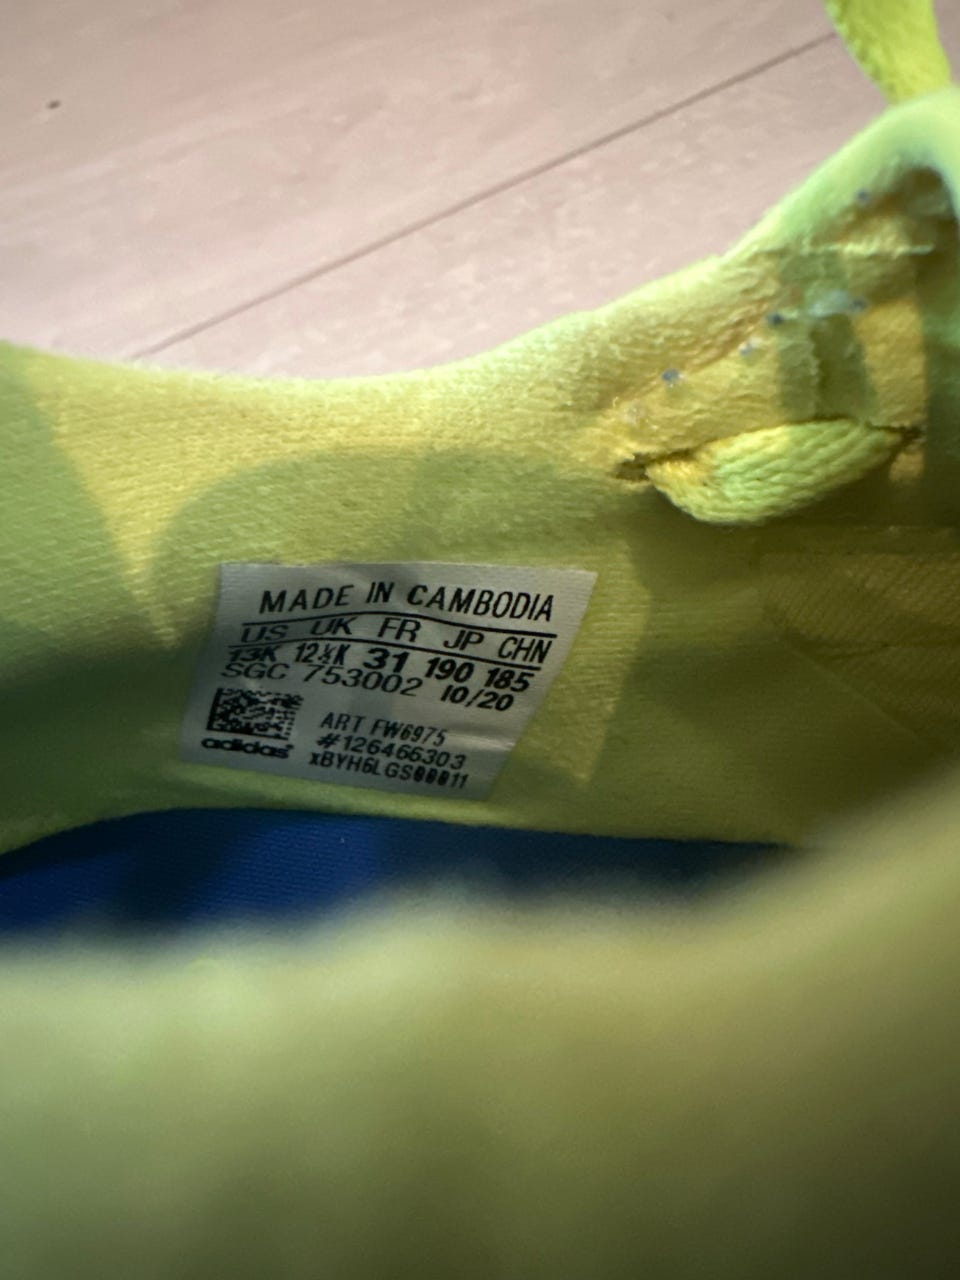 MADE IN CAMBODIA
US UK FR JP CHN
13K 12½K 31 190 185
SGC 753002 10/20
ART FW6975
#126466303
xBYH6LGS00011
adidas